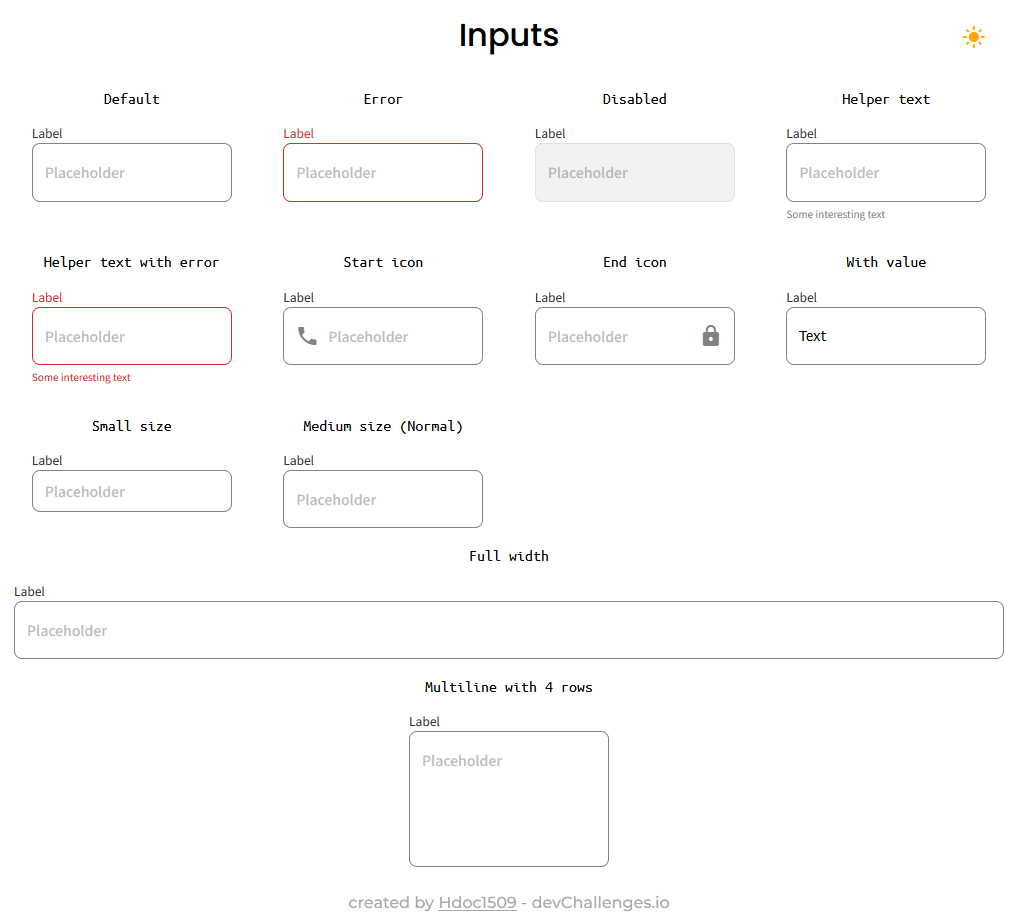 Inputs
Default Error Disabled Helper text
Label Label Label Label
Placeholder Placeholder Placeholder Placeholder
Some interesting text
Helper text with error Start icon End icon With value
Label Label Label Label
Placeholder Placeholder Placeholder Text
Some interesting text
Small size Medium size (Normal)
Label Label
Placeholder Placeholder
Full width
Label
Placeholder
Multiline with 4 rows
Label
Placeholder
created by Hdoc1509 - devChallenges.io